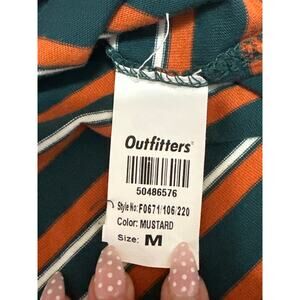 Outfitters®
50486576
Style No: F0671/106/220
Color: MUSTARD
Size: M